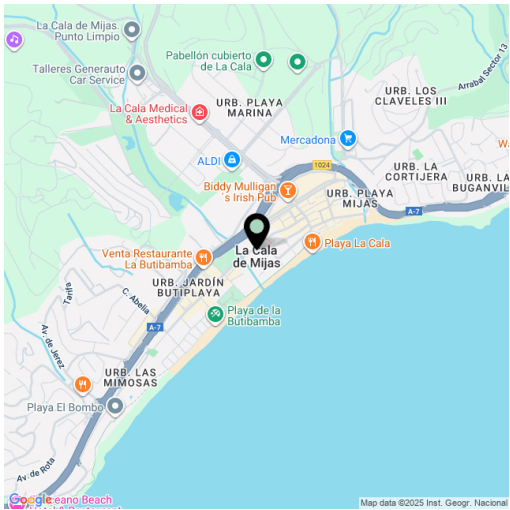 La Cala de Mijas.
Punto Limpio
Pabellón cubierto
de La Cala
Talleres Generauto
Car Service
Arrabat Sector 13
URB. LOS
CLAVELES III
URB. PLAYA
MARINA
La Cala Medical
& Aesthetics
Mercadona
ALDI
1024
URB. LA
CORTIJERA
URB. LA
BUGANVIL
Biddy Mulligan
's Irish Pub
URB. PLAYA
MIJAS
A-7
Playa La Cala
La Cala
de Mijas
Venta Restaurante
La Butibamba
URB. JARDÍN
BUTIPLAYA
Tajita
C. Abelia
Playa de la
Butibamba
A-7
Av. de Jerez
URB. LAS
MIMOSAS
Playa El Bombo
Av. de Rota
Google
ceano Beach
Map data ©2025 Inst. Geogr. Nacional